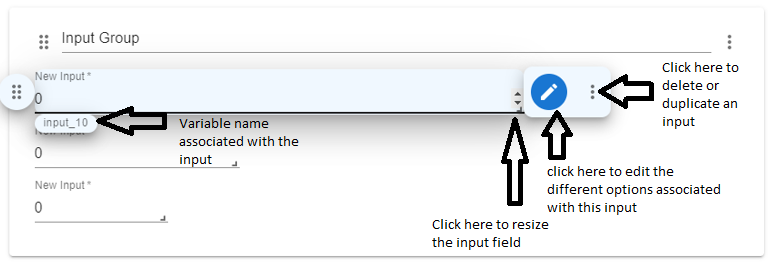 Input Group
New Input *
0
input_10
New Input
0
New Input *
0
Variable name
associated with the
input
Click here to resize
the input field
click here to edit the
different options associated
with this input
Click here to
delete or
duplicate an
input